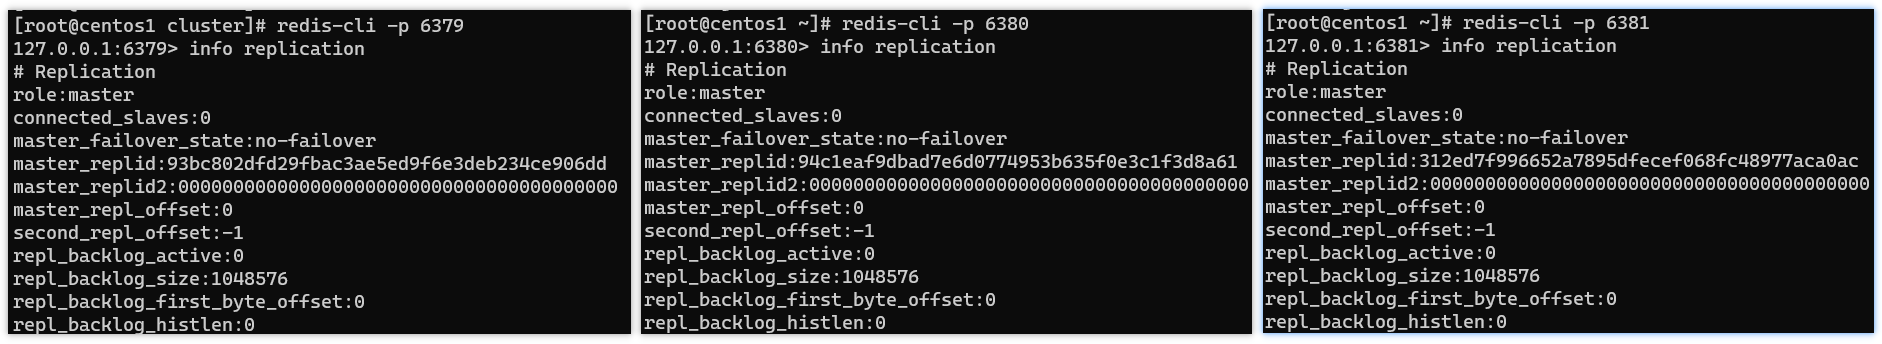 [root@centos1 cluster]# redis-cli -p 6379
127.0.0.1:6379> info replication
# Replication
role:master
connected_slaves:0
master_failover_state:no-failover
master_replid:93bc802dfd29fbac3ae5ed9f6e3deb234ce906dd
master_replid2:0000000000000000000000000000000000000000
master_repl_offset:0
second_repl_offset:-1
repl_backlog_active:0
repl_backlog_size:1048576
repl_backlog_first_byte_offset:0
repl_backlog_histlen:0
[root@centos1 ~]# redis-cli -p 6380
127.0.0.1:6380> info replication
# Replication
role:master
connected_slaves:0
master_failover_state:no-failover
master_replid:94c1eaf9dbad7e6d0774953b635f0e3c1f3d8a61
master_replid2:0000000000000000000000000000000000000000
master_repl_offset:0
second_repl_offset:-1
repl_backlog_active:0
repl_backlog_size:1048576
repl_backlog_first_byte_offset:0
repl_backlog_histlen:0
[root@centos1 ~]# redis-cli -p 6381
127.0.0.1:6381> info replication
# Replication
role:master
connected_slaves:0
master_failover_state:no-failover
master_replid:312ed7f996652a7895dfecef068fc48977aca0ac
master_replid2:0000000000000000000000000000000000000000
master_repl_offset:0
second_repl_offset:-1
repl_backlog_active:0
repl_backlog_size:1048576
repl_backlog_first_byte_offset:0
repl_backlog_histlen:0